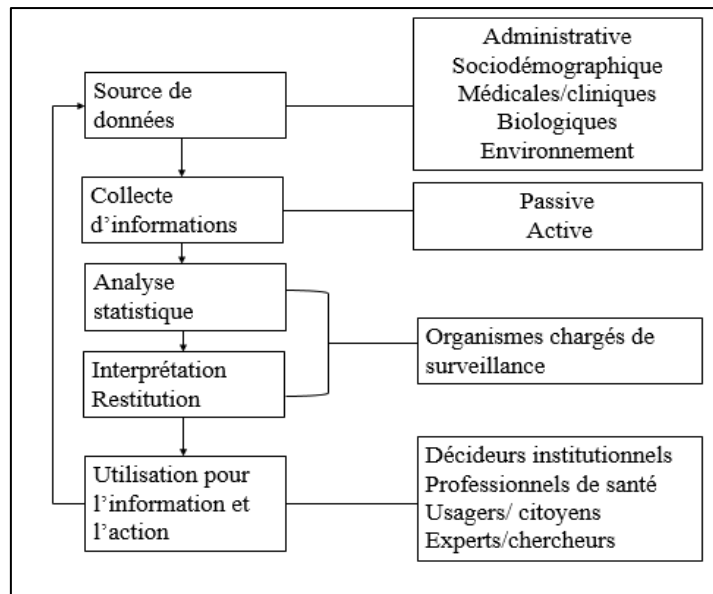 Source de
données
Administrative
Sociodémographique
Médicales/cliniques
Biologiques
Environnement
Collecte
d’informations
Passive
Active
Analyse
statistique
Interprétation
Restitution
Organismes chargés de
surveillance
Utilisation pour
l’information et
l’action
Décideurs institutionnels
Professionnels de santé
Usagers/ citoyens
Experts/chercheurs